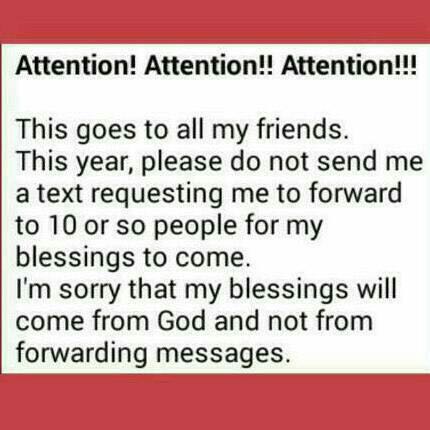 Attention! Attention!! Attention!!!
This goes to all my friends.
This year, please do not send me
a text requesting me to forward
to 10 or so people for my
blessings to come.
I'm sorry that my blessings will
come from God and not from
forwarding messages.